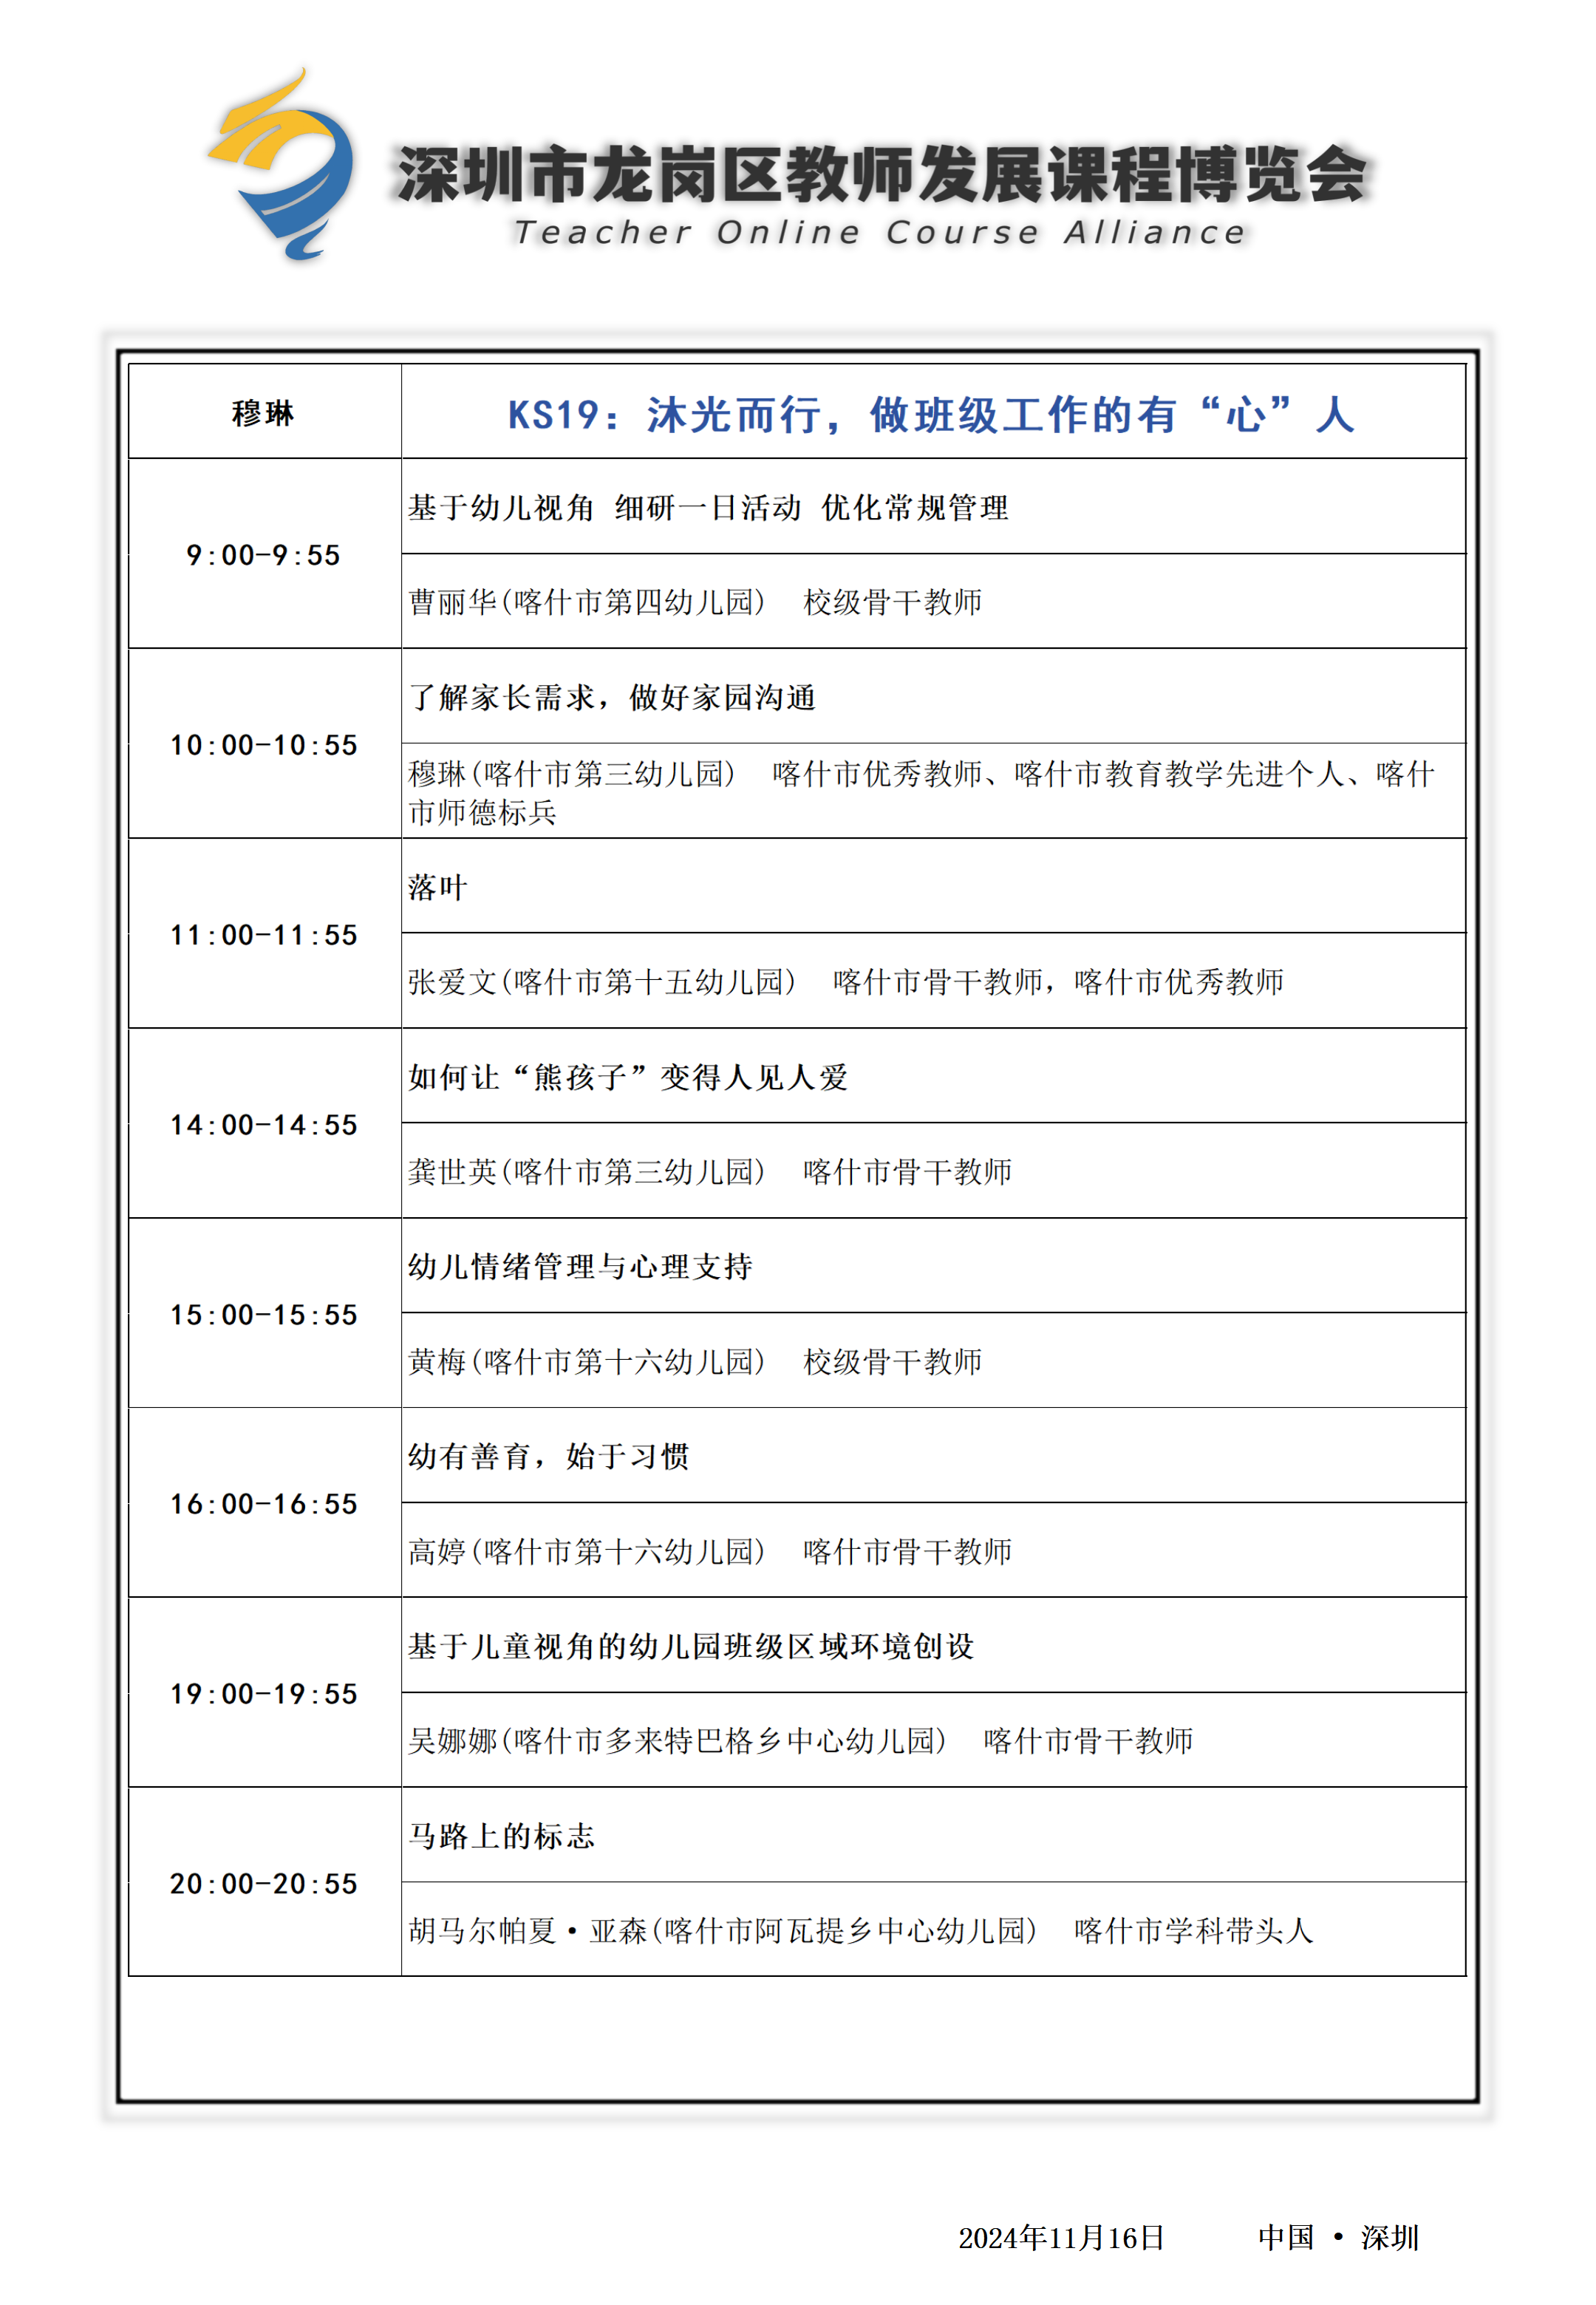 深圳市龙岗区教师发展课程博览会
Teacher Online Course Alliance
穆琳
KS19：沐光而行，做班级工作的有“心”人
9:00-9:55
基于幼儿视角 细研一日活动 优化常规管理
曹丽华(喀什市第四幼儿园) 校级骨干教师
10:00-10:55
了解家长需求，做好家园沟通
穆琳(喀什市第三幼儿园) 喀什市优秀教师、喀什市教育教学先进个人、喀什
市师德标兵
11:00-11:55
落叶
张爱文(喀什市第十五幼儿园) 喀什市骨干教师，喀什市优秀教师
14:00-14:55
如何让“熊孩子”变得人见人爱
龚世英(喀什市第三幼儿园) 喀什市骨干教师
15:00-15:55
幼儿情绪管理与心理支持
黄梅(喀什市第十六幼儿园) 校级骨干教师
16:00-16:55
幼有善育，始于习惯
高婷(喀什市第十六幼儿园) 喀什市骨干教师
19:00-19:55
基于儿童视角的幼儿园班级区域环境创设
吴娜娜(喀什市多来特巴格乡中心幼儿园) 喀什市骨干教师
20:00-20:55
马路上的标志
胡马尔帕夏·亚森(喀什市阿瓦提乡中心幼儿园) 喀什市学科带头人
2024年11月16日 中国 · 深圳